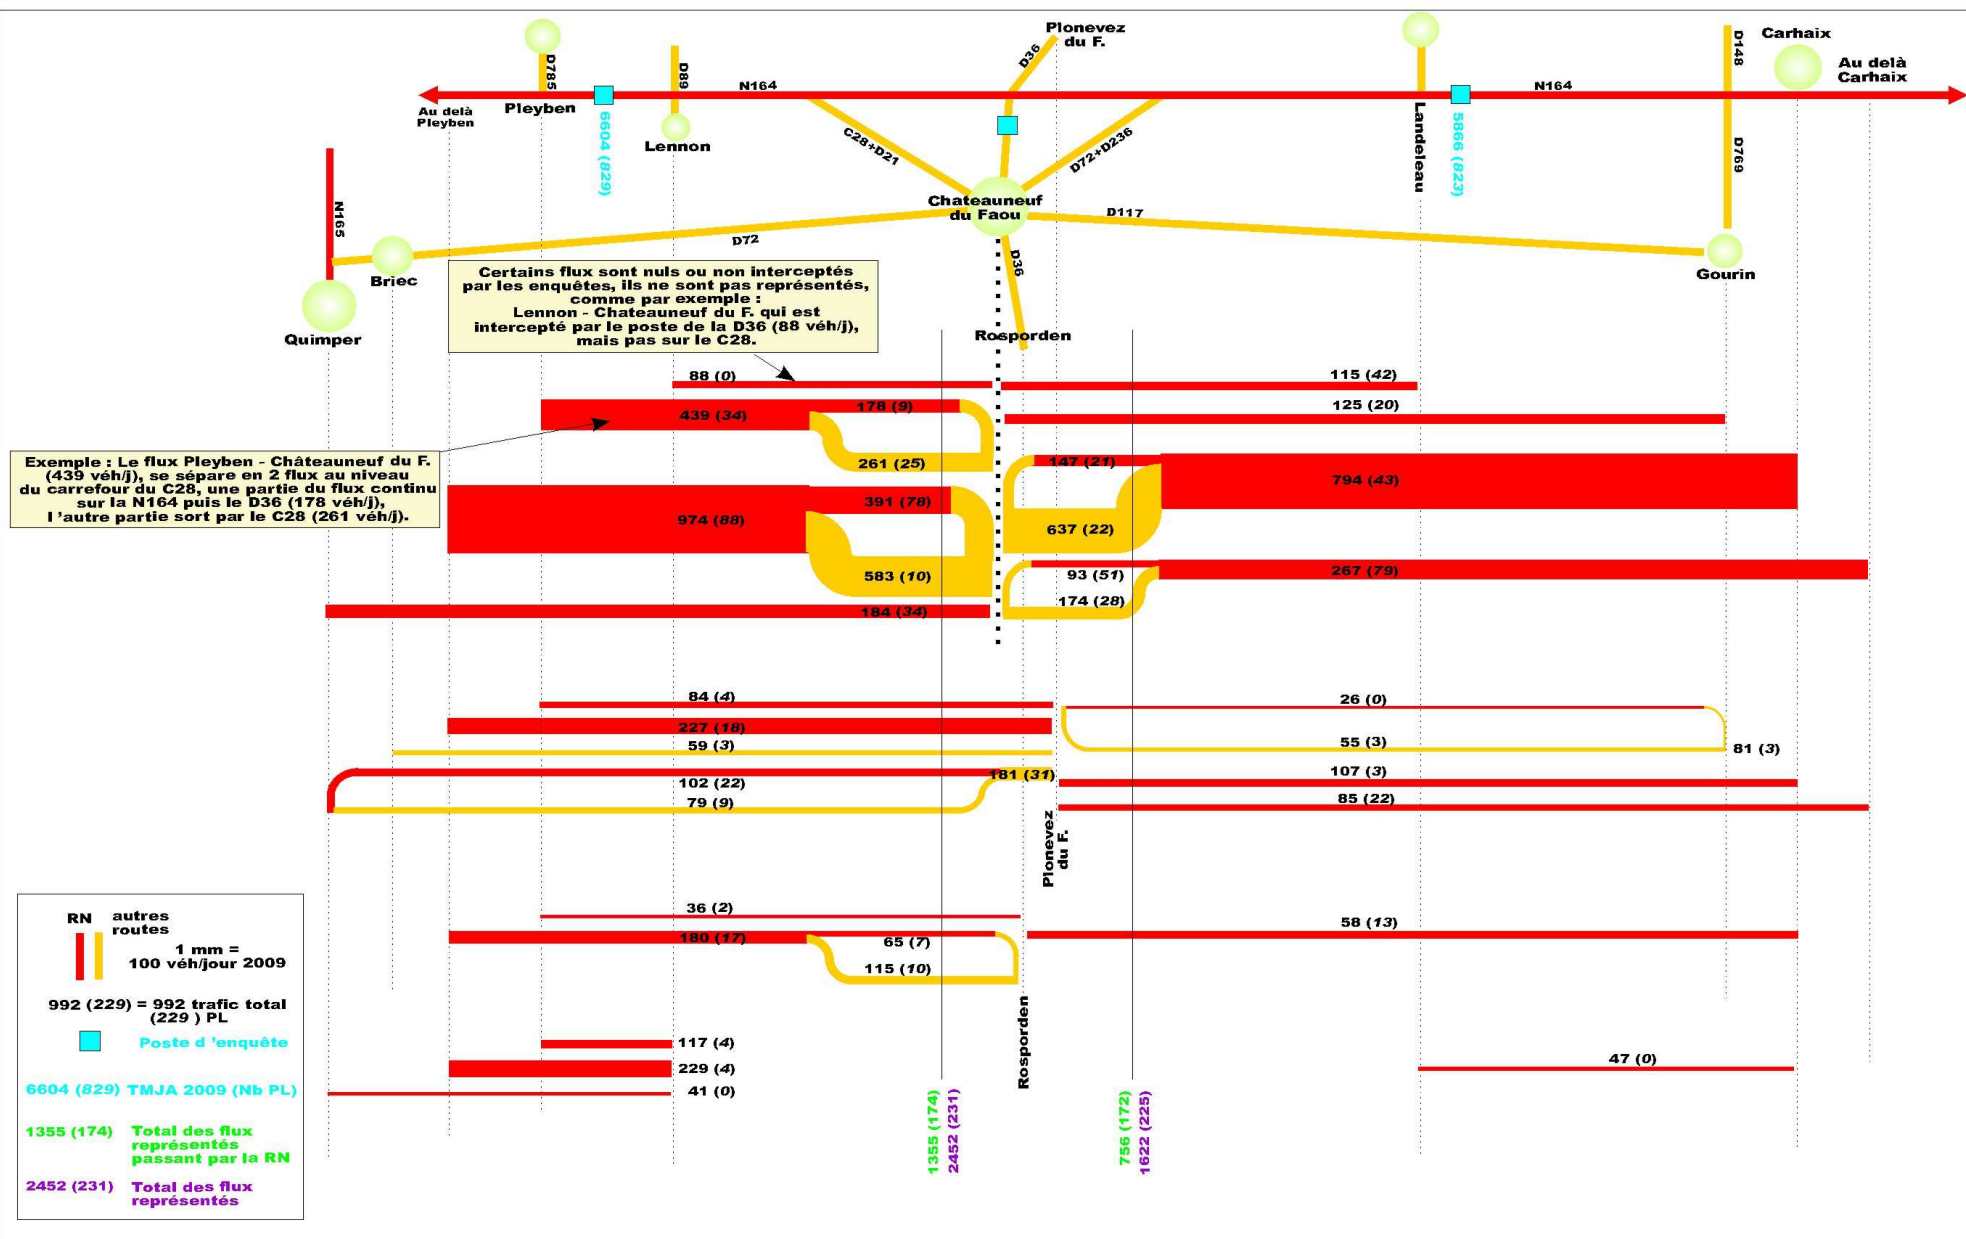 Plonevez
du F.
Carhaix
Au delà
Carhaix
D785
D89
D36
D148
N164
N164
Au delà
Pleyben
Pleyben
Lennon
6604 (829)
C28+D21
D72+D236
Landeleau
5866 (823)
D769
N165
Chateauneuf
du Faou
D117
D72
D36
Briec
Gourin
Quimper
Rosporden
Certains flux sont nuls ou non interceptés
par les enquêtes, ils ne sont pas représentés,
comme par exemple :
Lennon - Chateauneuf du F. qui est
intercepté par le poste de la D36 (88 véh/j),
mais pas sur le C28.
88 (0)
115 (42)
439 (34)
178 (9)
125 (20)
261 (25)
147 (21)
794 (43)
Exemple : Le flux Pleyben - Châteauneuf du F.
(439 véh/j), se sépare en 2 flux au niveau
du carrefour du C28, une partie du flux continu
sur la N164 puis le D36 (178 véh/j),
l 'autre partie sort par le C28 (261 véh/j).
391 (78)
974 (88)
637 (22)
583 (10)
93 (51)
267 (79)
174 (28)
184 (34)
84 (4)
26 (0)
227 (18)
59 (3)
55 (3)
81 (3)
181 (31)
102 (22)
107 (3)
79 (9)
85 (22)
Plonevez
du F.
36 (2)
58 (13)
180 (17)
65 (7)
115 (10)
Rosporden
117 (4)
229 (4)
41 (0)
47 (0)
1355 (174)
2452 (231)
756 (172)
1622 (225)
RN
autres
routes
1 mm =
100 véh/jour 2009
992 (229) = 992 trafic total
(229 ) PL
Poste d 'enquête
6604 (829) TMJA 2009 (Nb PL)
1355 (174) Total des flux
représentés
passant par la RN
2452 (231) Total des flux
représentés